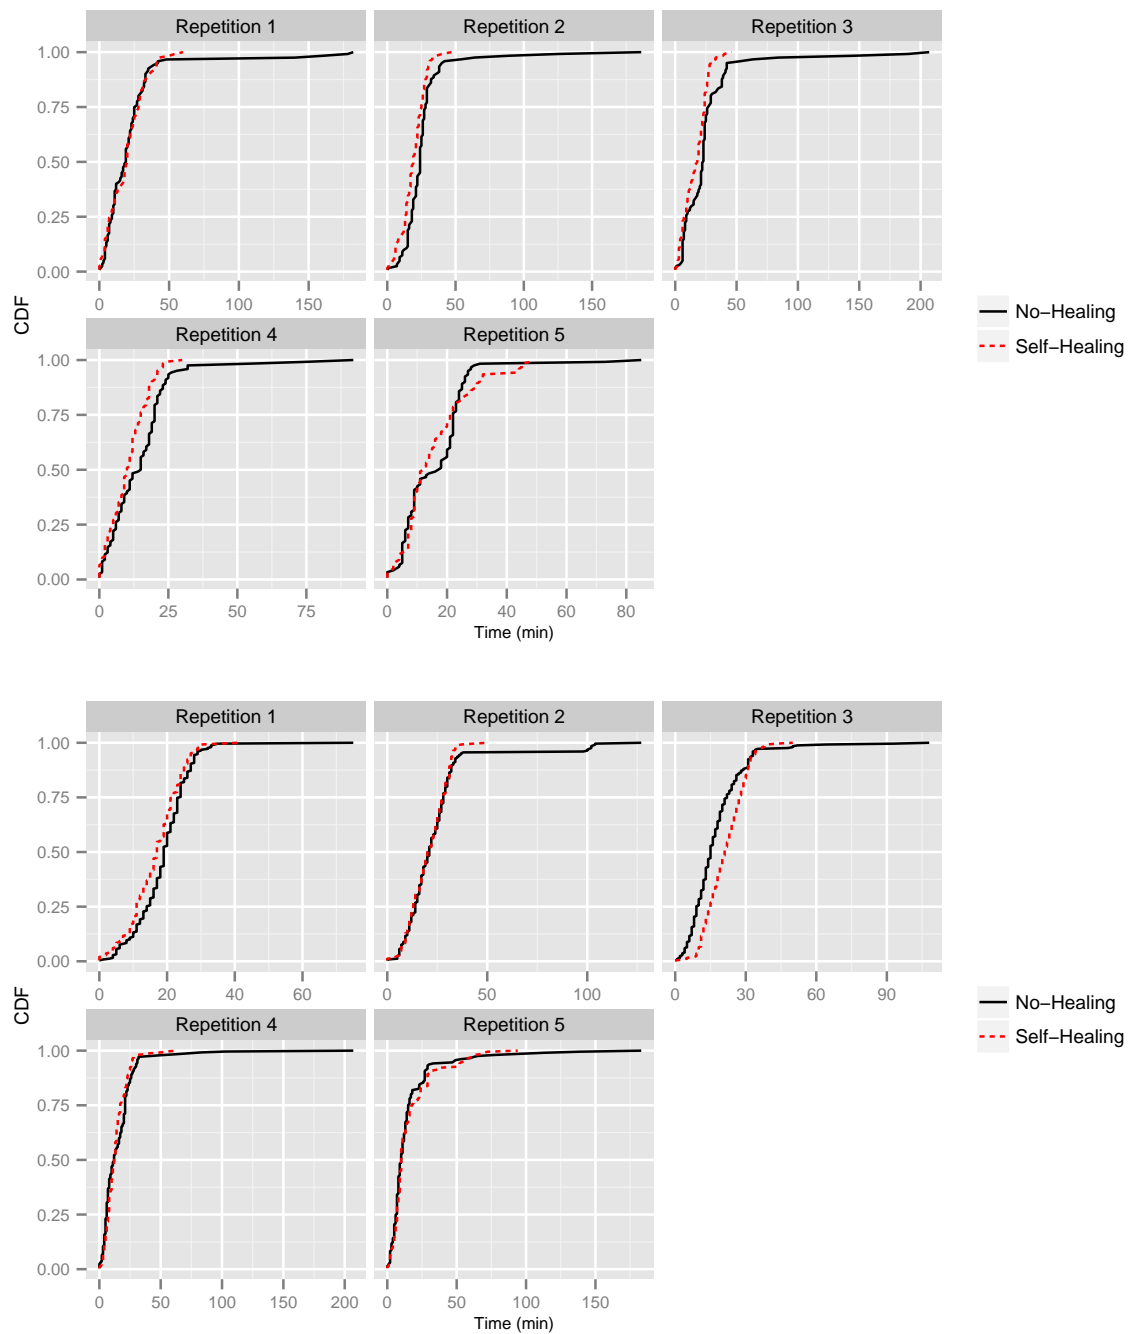 Repetition 1 Repetition 2 Repetition 3
1.00
0.75
0.50
0.25
0.00
0 50 100 150 0 50 100 150 0 50 100 150 200
CDF
No−Healing
Self−Healing
Repetition 4 Repetition 5
1.00
0.75
0.50
0.25
0.00
0 25 50 75 0 20 40 60 80
Time (min)
Repetition 1 Repetition 2 Repetition 3
1.00
0.75
0.50
0.25
0.00
0 20 40 60 0 50 100 0 30 60 90
CDF
No−Healing
Self−Healing
Repetition 4 Repetition 5
1.00
0.75
0.50
0.25
0.00
0 50 100 150 200 0 50 100 150
Time (min)